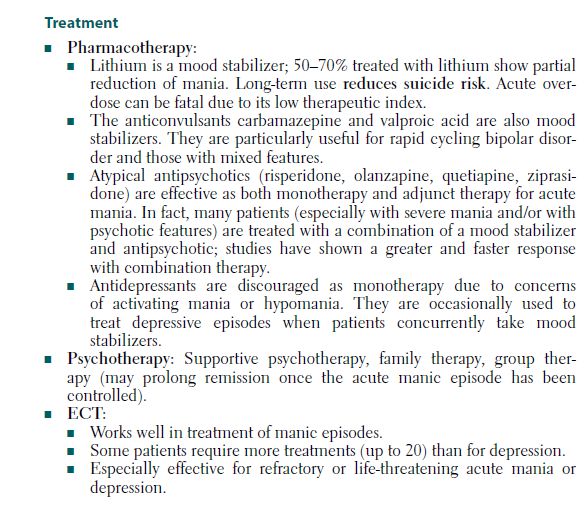 Treatment
■ Pharmacotherapy:
■ Lithium is a mood stabilizer; 50–70% treated with lithium show partial
reduction of mania. Long-term use reduces suicide risk. Acute over-
dose can be fatal due to its low therapeutic index.
■ The anticonvulsants carbamazepine and valproic acid are also mood
stabilizers. They are particularly useful for rapid cycling bipolar disor-
der and those with mixed features.
■ Atypical antipsychotics (risperidone, olanzapine, quetiapine, ziprasi-
done) are effective as both monotherapy and adjunct therapy for acute
mania. In fact, many patients (especially with severe mania and/or with
psychotic features) are treated with a combination of a mood stabilizer
and antipsychotic; studies have shown a greater and faster response
with combination therapy.
■ Antidepressants are discouraged as monotherapy due to concerns
of activating mania or hypomania. They are occasionally used to
treat depressive episodes when patients concurrently take mood
stabilizers.
■ Psychotherapy: Supportive psychotherapy, family therapy, group ther-
apy (may prolong remission once the acute manic episode has been
controlled).
■ ECT:
■ Works well in treatment of manic episodes.
■ Some patients require more treatments (up to 20) than for depression.
■ Especially effective for refractory or life-threatening acute mania or
depression.